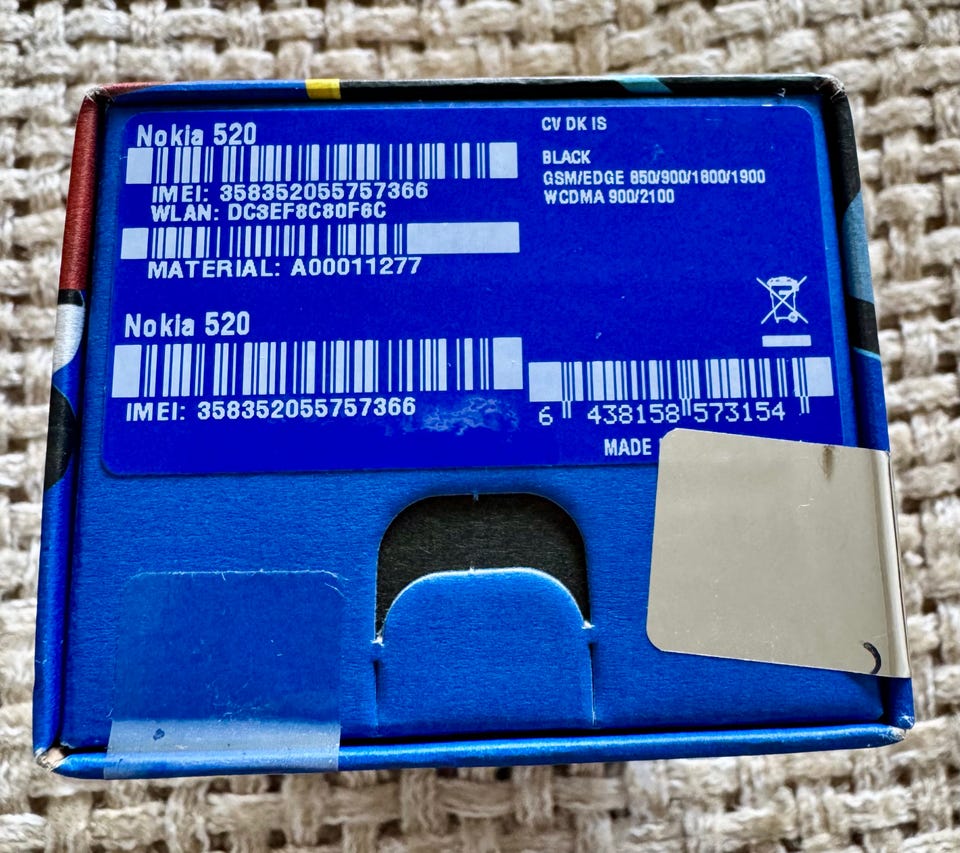 Nokia 520
IMEI: 358352055757366
WLAN: DC3EF8C80F6C
MATERIAL: A00011277
Nokia 520
IMEI: 358352055757366
CV DK IS
BLACK
GSM/EDGE 850/900/1800/1900
WCDMA 900/2100
6 438158 573154
MADE